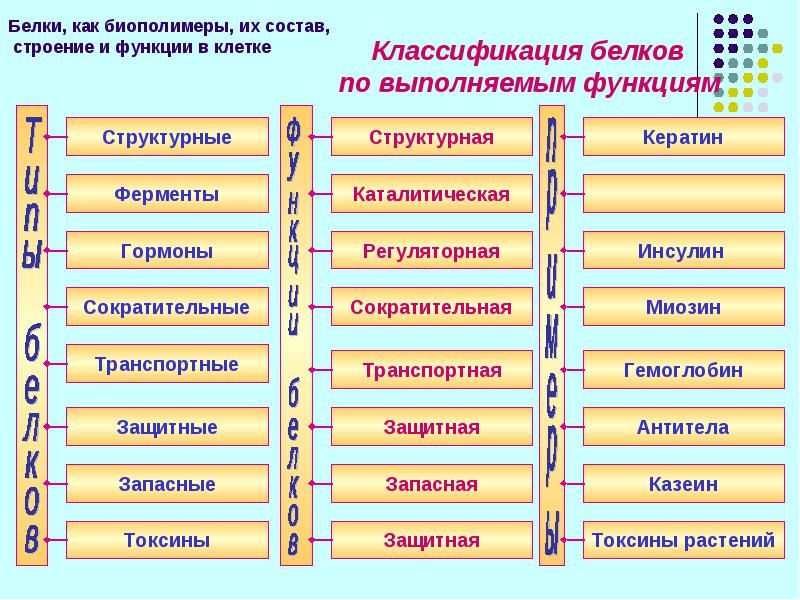 Белки, как биополимеры, их состав,
строение и функции в клетке
Классификация белков
по выполняемым функциям
Типы белков
Структурные
Ферменты
Гормоны
Сократительные
Транспортные
Защитные
Запасные
Токсины
Функции белков
Структурная
Каталитическая
Регуляторная
Сократительная
Транспортная
Защитная
Запасная
Защитная
Примеры
Кератин
Инсулин
Миозин
Гемоглобин
Антитела
Казеин
Токсины растений